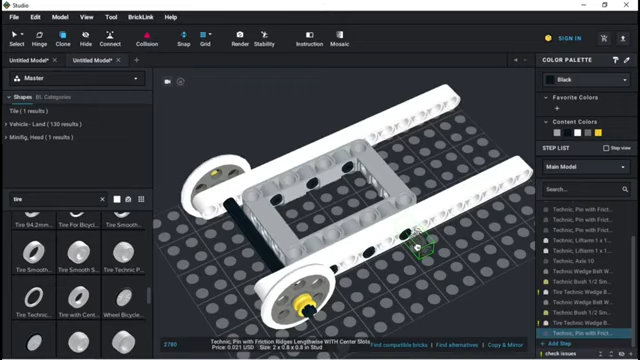 Studio
File Edit Model View Tool BrickLink Help
Select Hinge Clone Hide Connect Collision Snap Grid Render Stability Instruction Mosaic SIGN IN
Untitled Model* × Untitled Model* ×
Master
Shapes BL Categories
Tile (1 results)
Vehicle - Land (130 results)
Minifig, Head (1 results)
tire
Tire 94.2mm... Tire For Bicycl... Tire Smooth...
Tire Smooth... Tire Smooth S... Tire Technic P...
Tire Technic... Tire with Cent... Wheel Bicycle...
COLOR PALETTE
Black
Favorite Colors
+
Content Colors
STEP LIST Step view
Main Model
Search...
Technic, Pin with Frict...
Technic, Pin with Frict...
Technic, Liftarm 1 x 1...
Technic, Liftarm 1 x 1...
Technic, Axle 10
Technic Wedge Belt W...
Technic Bush 1/2 Sm...
Tire Technic Wedge B...
Technic Wedge Belt W...
Technic Bush 1/2 Sm...
Tire Technic Wedge B...
Technic, Pin with Frict...
+ Add Step
check issues
2780
Technic, Pin with Friction Ridges Lengthwise WITH Center Slots
Price: 0.021 USD Size: 2 x 0.8 x 0.8 in Stud
Find compatible bricks Find alternatives Copy & Mirror